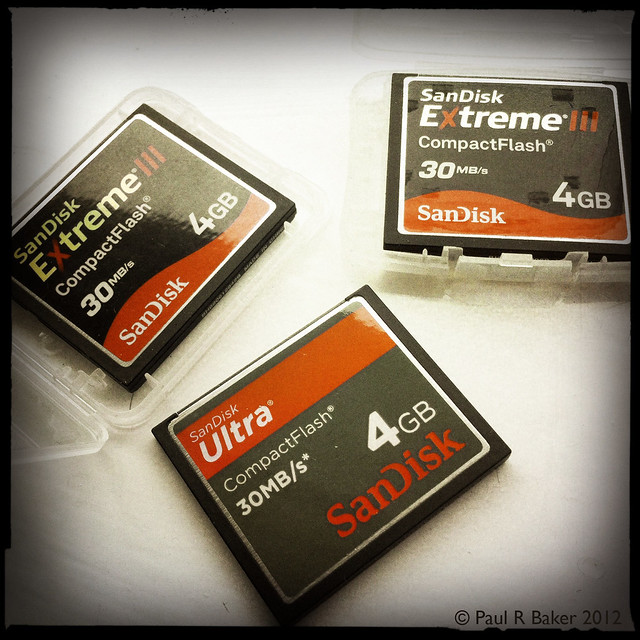 SanDisk
Extreme III
CompactFlash®
30MB/s
4GB
SanDisk
SanDisk
Extreme® III
CompactFlash®
30MB/s
4GB
SanDisk
SanDisk
Ultra®
CompactFlash®
30MB/s*
4GB
SanDisk
© Paul R Baker 2012